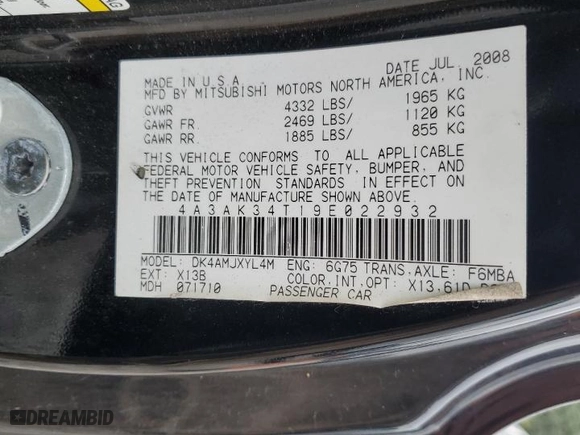 DATE JUL. 2008
MADE IN U.S.A.
MFD BY MITSUBISHI MOTORS NORTH AMERICA, INC.
GVWR 4332 LBS/ 1965 KG
GAWR FR 2469 LBS/ 1120 KG
GAWR RR. 1885 LBS/ 855 KG
THIS VEHICLE CONFORMS TO ALL APPLICABLE
FEDERAL MOTOR VEHICLE SAFETY, BUMPER, AND
THEFT PREVENTION STANDARDS IN EFFECT ON
THE DATE OF MANUFACTURE SHOWN ABOVE.
4A3AK34T19E022932
MODEL: DK4AMJXYL4M ENG: 6G75 TRANS.AXLE: F6MBA
EXT: X13B COLOR,INT,OPT: X13,61D
MDH 071710 PASSENGER CAR
DREAMBID